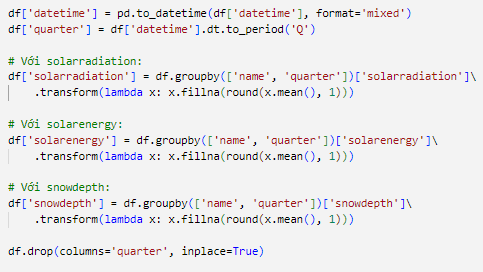 df['datetime'] = pd.to_datetime(df['datetime'], format='mixed')
df['quarter'] = df['datetime'].dt.to_period('Q')
# Với solarradiation:
df['solarradiation'] = df.groupby(['name', 'quarter'])['solarradiation']\
    .transform(lambda x: x.fillna(round(x.mean(), 1)))
# Với solarenergy:
df['solarenergy'] = df.groupby(['name', 'quarter'])['solarenergy']\
    .transform(lambda x: x.fillna(round(x.mean(), 1)))
# Với snowdepth:
df['snowdepth'] = df.groupby(['name', 'quarter'])['snowdepth']\
    .transform(lambda x: x.fillna(round(x.mean(), 1)))
df.drop(columns='quarter', inplace=True)